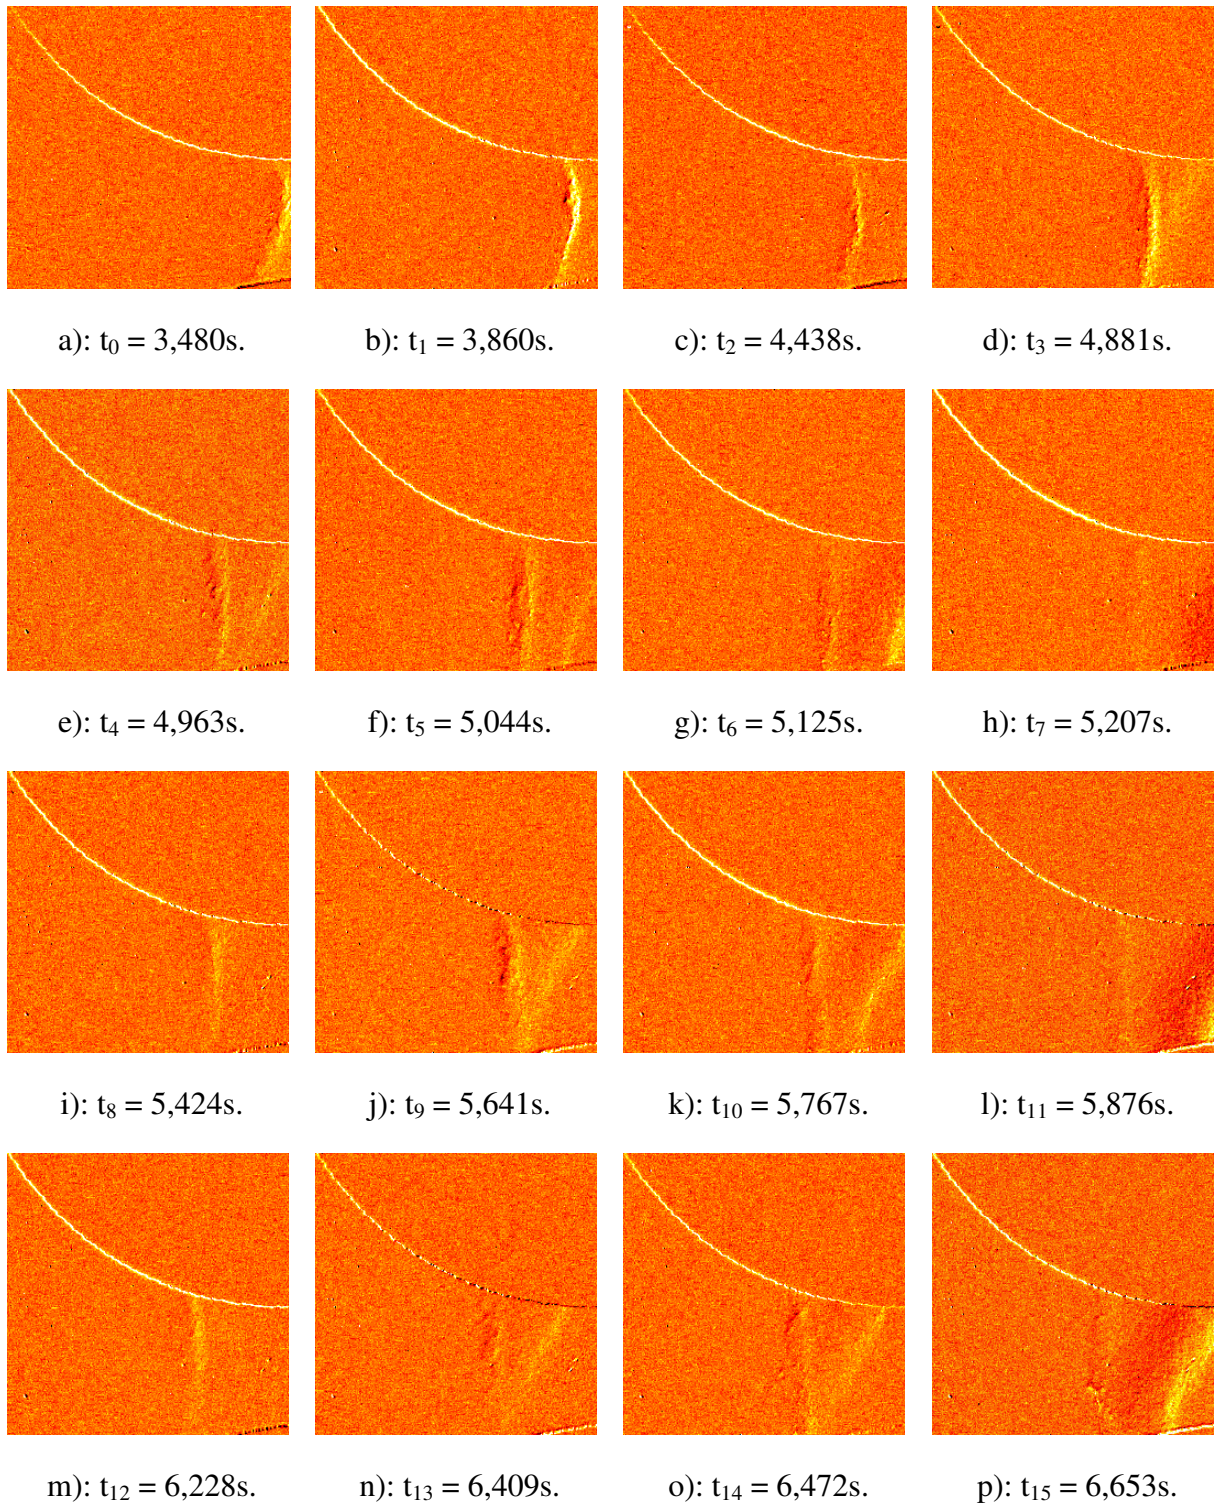 a): t₀ = 3,480s. b): t₁ = 3,860s. c): t₂ = 4,438s. d): t₃ = 4,881s.
e): t₄ = 4,963s. f): t₅ = 5,044s. g): t₆ = 5,125s. h): t₇ = 5,207s.
i): t₈ = 5,424s. j): t₉ = 5,641s. k): t₁₀ = 5,767s. l): t₁₁ = 5,876s.
m): t₁₂ = 6,228s. n): t₁₃ = 6,409s. o): t₁₄ = 6,472s. p): t₁₅ = 6,653s.